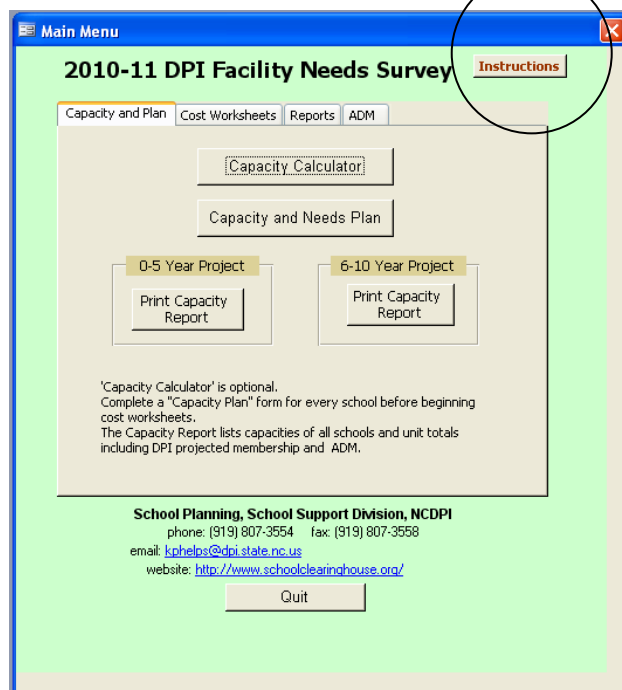 Main Menu
2010-11 DPI Facility Needs Survey
Instructions
Capacity and Plan Cost Worksheets Reports ADM
Capacity Calculator
Capacity and Needs Plan
0-5 Year Project
6-10 Year Project
Print Capacity
Report
Print Capacity
Report
'Capacity Calculator' is optional.
Complete a "Capacity Plan" form for every school before beginning
cost worksheets.
The Capacity Report lists capacities of all schools and unit totals
including DPI projected membership and ADM.
School Planning, School Support Division, NCDPI
phone: (919) 807-3554 fax: (919) 807-3558
email: kphelps@dpi.state.nc.us
website: http://www.schoolclearinghouse.org/
Quit